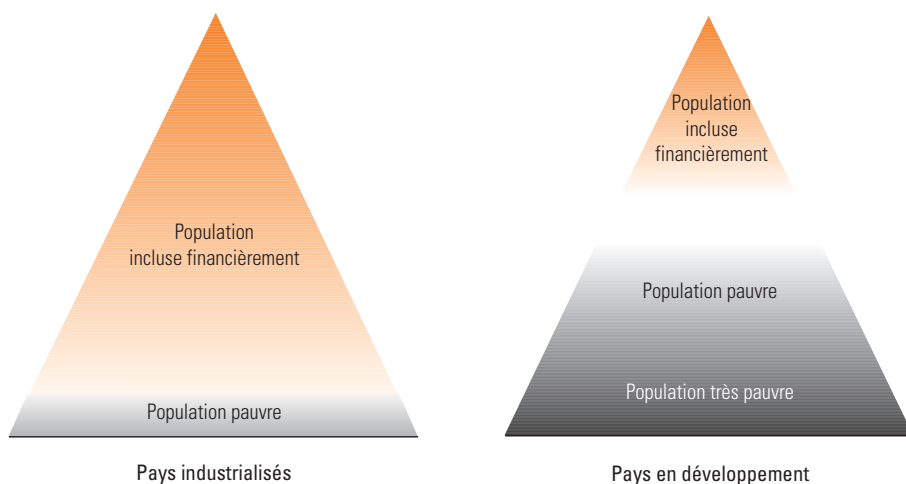 Population
incluse financièrement
Population pauvre
Pays industrialisés
Population
incluse
financièrement
Population pauvre
Population très pauvre
Pays en développement